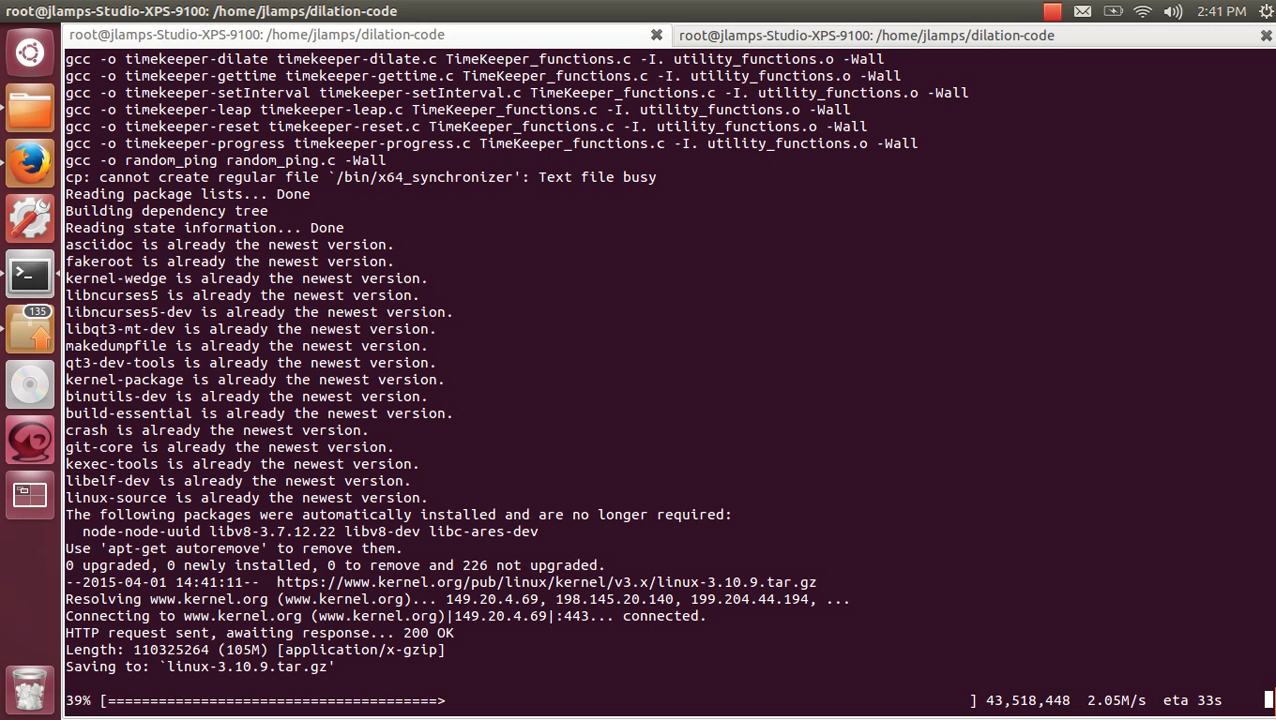 root@jlamps-Studio-XPS-9100: /home/jlamps/dilation-code
2:41 PM
root@jlamps-Studio-XPS-9100: /home/jlamps/dilation-code
root@jlamps-Studio-XPS-9100: /home/jlamps/dilation-code
gcc -o timekeeper-dilate timekeeper-dilate.c TimeKeeper_functions.c -I. utility_functions.o -Wall
gcc -o timekeeper-gettime timekeeper-gettime.c TimeKeeper_functions.c -I. utility_functions.o -Wall
gcc -o timekeeper-setInterval timekeeper-setInterval.c TimeKeeper_functions.c -I. utility_functions.o -Wall
gcc -o timekeeper-leap timekeeper-leap.c TimeKeeper_functions.c -I. utility_functions.o -Wall
gcc -o timekeeper-reset timekeeper-reset.c TimeKeeper_functions.c -I. utility_functions.o -Wall
gcc -o timekeeper-progress timekeeper-progress.c TimeKeeper_functions.c -I. utility_functions.o -Wall
gcc -o random_ping random_ping.c -Wall
cp: cannot create regular file `/bin/x64_synchronizer': Text file busy
Reading package lists... Done
Building dependency tree
Reading state information... Done
asciidoc is already the newest version.
fakeroot is already the newest version.
kernel-wedge is already the newest version.
libncurses5 is already the newest version.
libncurses5-dev is already the newest version.
libqt3-mt-dev is already the newest version.
makedumpfile is already the newest version.
qt3-dev-tools is already the newest version.
kernel-package is already the newest version.
binutils-dev is already the newest version.
build-essential is already the newest version.
crash is already the newest version.
git-core is already the newest version.
kexec-tools is already the newest version.
libelf-dev is already the newest version.
linux-source is already the newest version.
The following packages were automatically installed and are no longer required:
  node-node-uuid libv8-3.7.12.22 libv8-dev libc-ares-dev
Use 'apt-get autoremove' to remove them.
0 upgraded, 0 newly installed, 0 to remove and 226 not upgraded.
--2015-04-01 14:41:11--  https://www.kernel.org/pub/linux/kernel/v3.x/linux-3.10.9.tar.gz
Resolving www.kernel.org (www.kernel.org)... 149.20.4.69, 198.145.20.140, 199.204.44.194, ...
Connecting to www.kernel.org (www.kernel.org)|149.20.4.69|:443... connected.
HTTP request sent, awaiting response... 200 OK
Length: 110325264 (105M) [application/x-gzip]
Saving to: `linux-3.10.9.tar.gz'
39% [=======================================>                                                               ] 43,518,448  2.05M/s  eta 33s
135